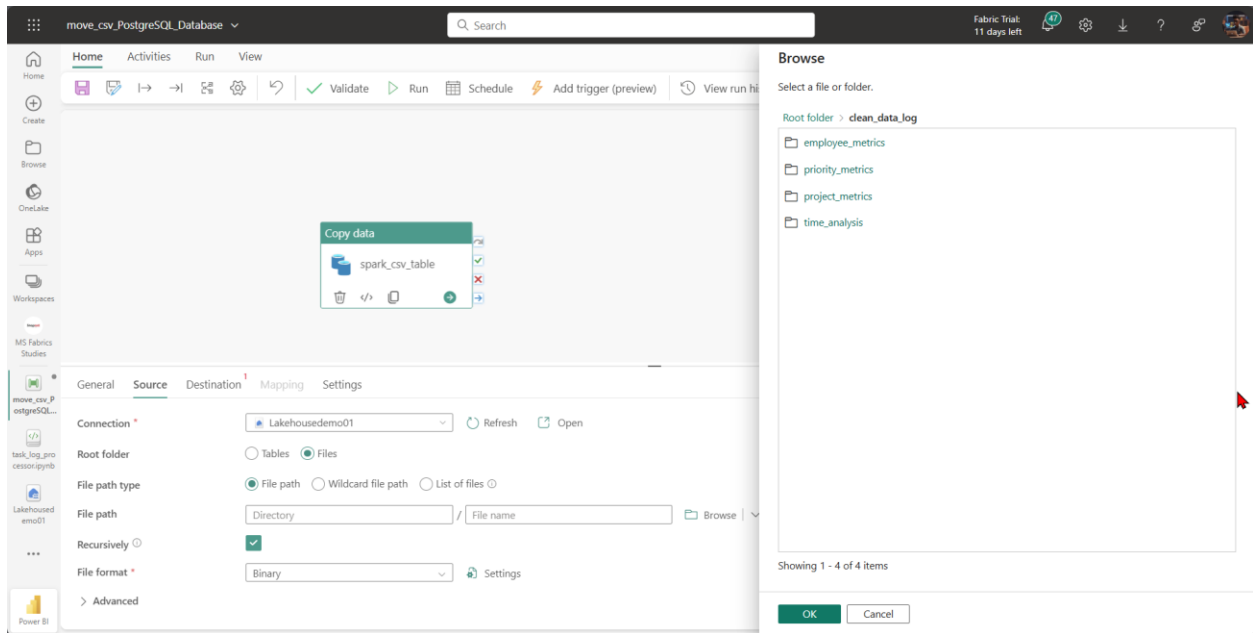 move_csv_PostgreSQL_Database
Search
Fabric Trial:
11 days left
47
Home
Create
Browse
OneLake
Apps
Workspaces
MS Fabrics
Studies
move_csv_P
ostgreSQL...
task_log_pro
cessor.ipynb
Lakehoused
emo01
...
Power BI
Home Activities Run View
Validate Run Schedule Add trigger (preview) View run hi
Copy data
spark_csv_table
General Source Destination 1 Mapping Settings
Connection * Lakehousedemo01 Refresh Open
Root folder Tables Files
File path type File path Wildcard file path List of files
File path Directory / File name Browse
Recursively
File format * Binary Settings
Advanced
Browse
Select a file or folder.
Root folder > clean_data_log
employee_metrics
priority_metrics
project_metrics
time_analysis
Showing 1 - 4 of 4 items
OK Cancel